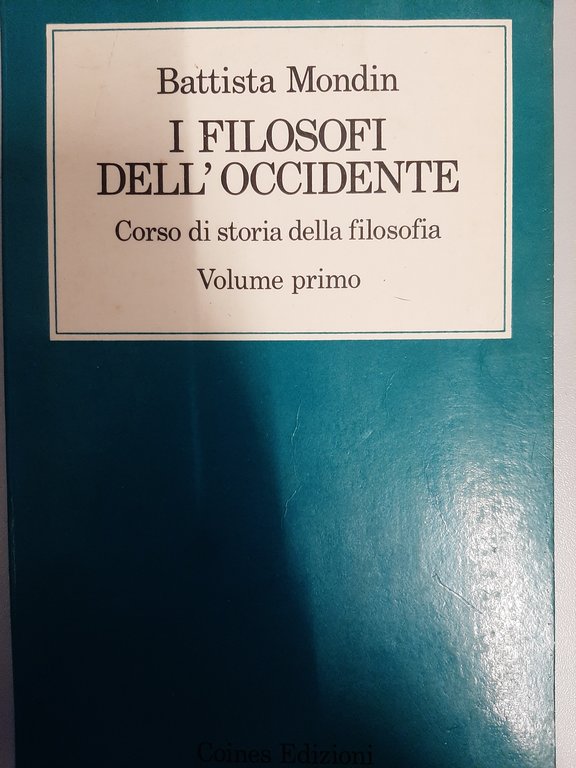 Battista Mondin
I FILOSOFI
DELL'OCCIDENTE
Corso di storia della filosofia
Volume primo
Coines Edizioni